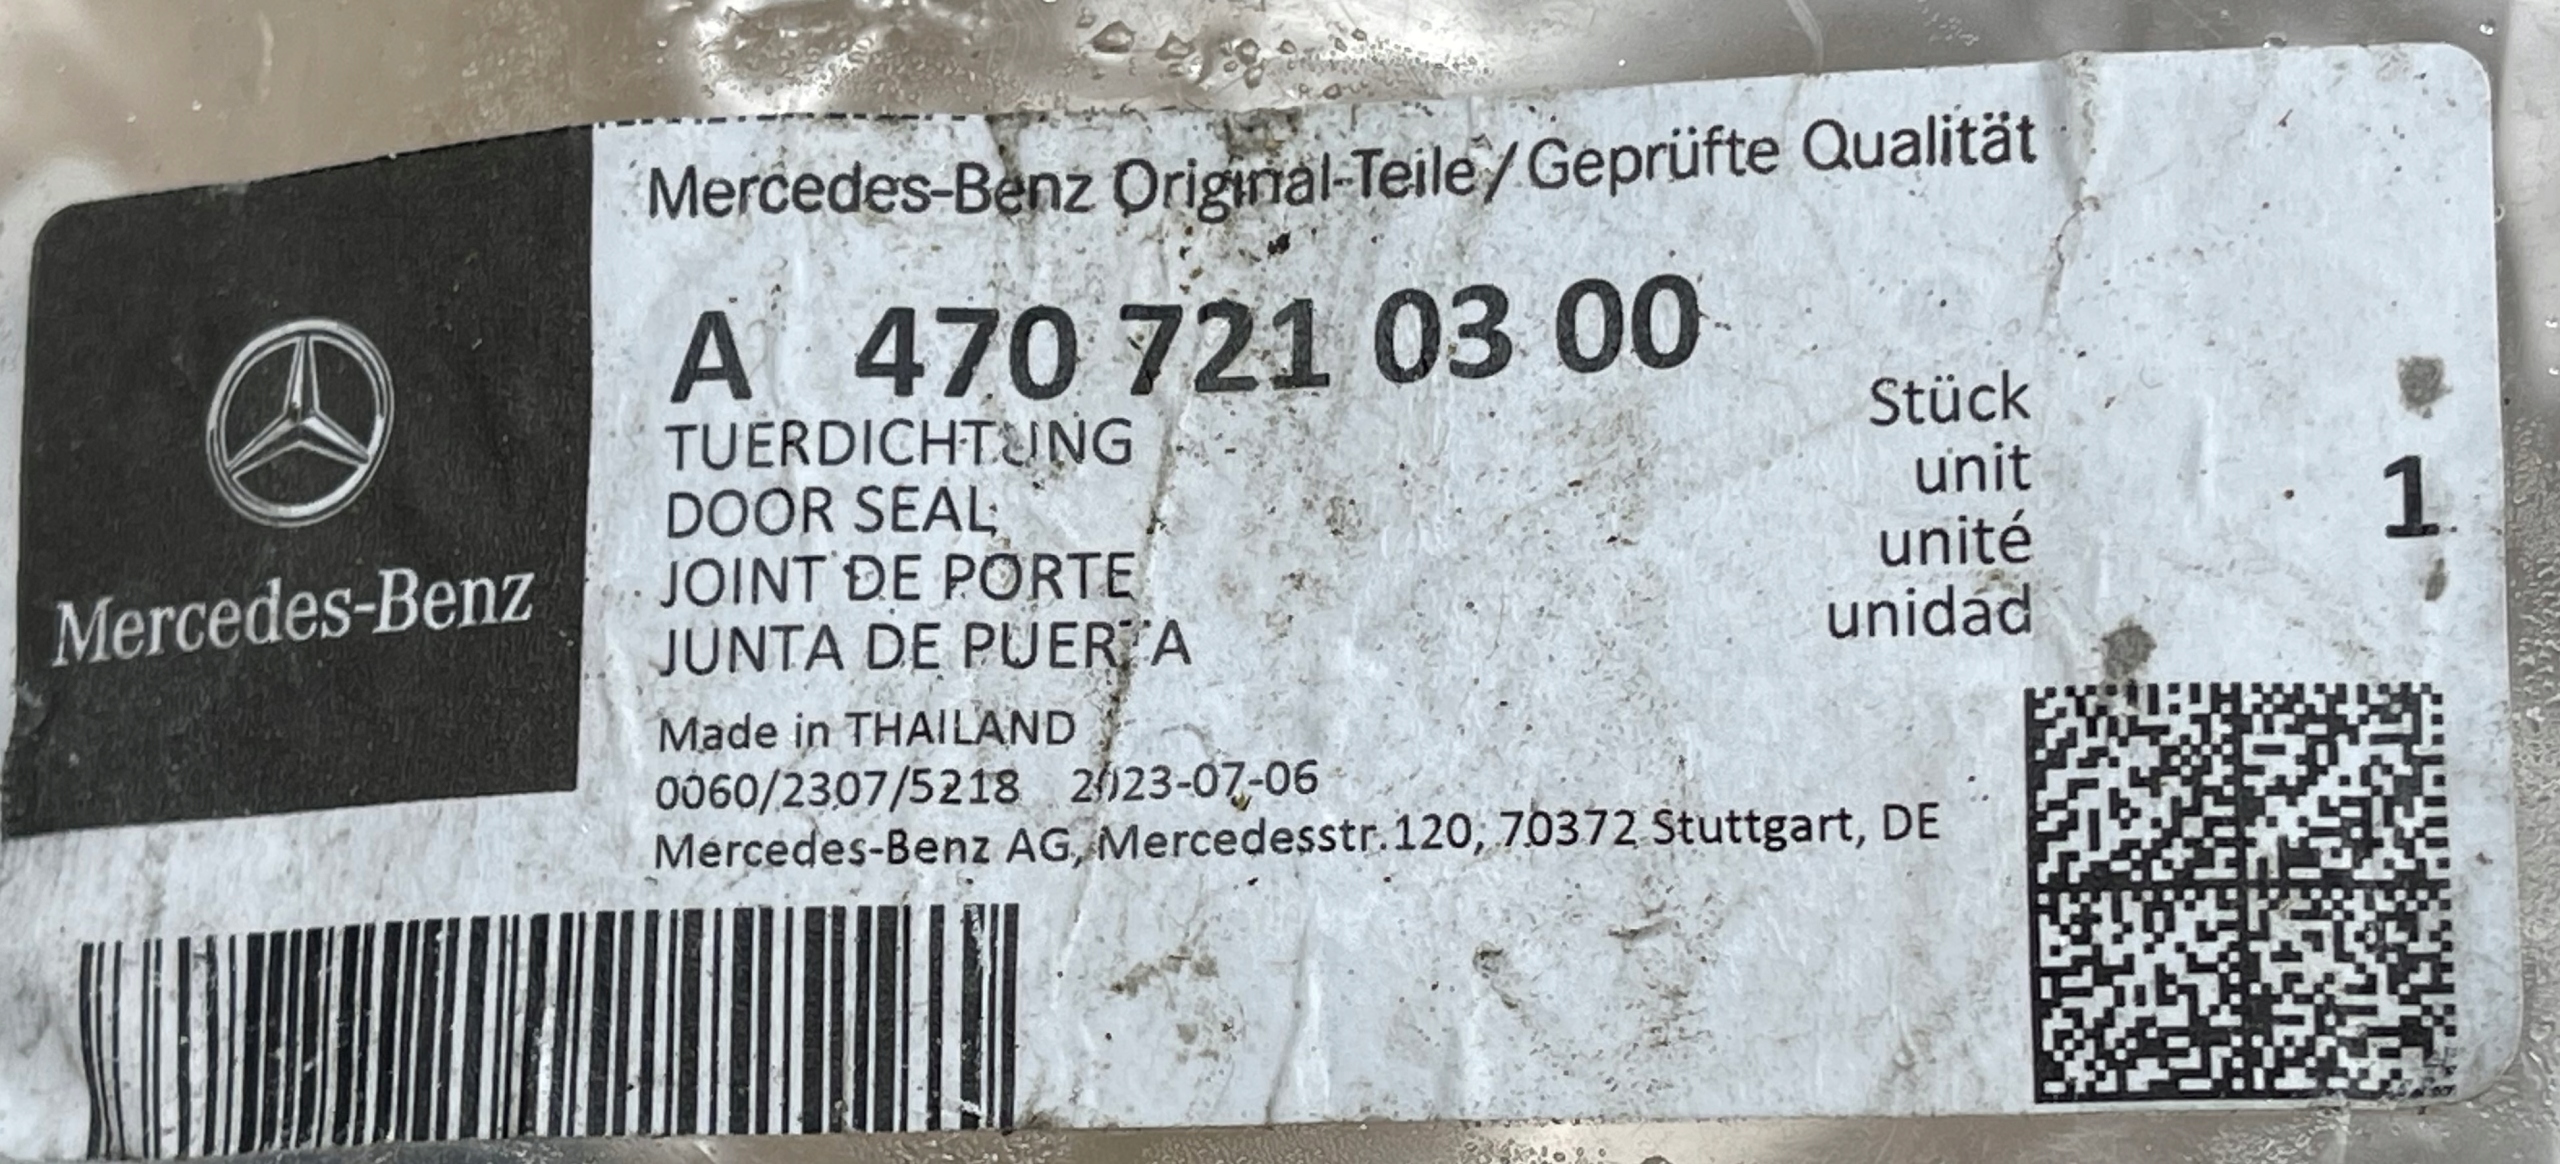 Mercedes-Benz Original-Teile/Geprüfte Qualität
A 470 721 03 00
TUERDICHTUNG
DOOR SEAL
JOINT DE PORTE
JUNTA DE PUERTA
Stück
unit
unité
unidad
1
Mercedes-Benz
Made in THAILAND
0060/2307/5218 2023-07-06
Mercedes-Benz AG, Mercedesstr.120, 70372 Stuttgart, DE